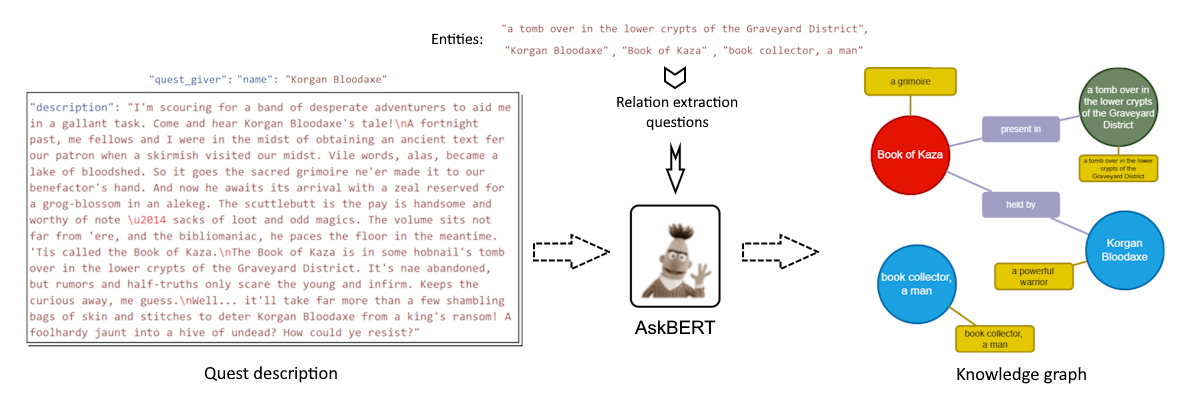 Entities:
"a tomb over in the lower crypts of the Graveyard District",
"Korgan Bloodaxe", "Book of Kaza", "book collector, a man"
Relation extraction
questions
"quest_giver": "name": "Korgan Bloodaxe"
"description": "I'm scouring for a band of desperate adventurers to aid me
in a gallant task. Come and hear Korgan Bloodaxe's tale!\nA fortnight
past, me fellows and I were in the midst of obtaining an ancient text fer
our patron when a skirmish visited our midst. Vile words, alas, became a
lake of bloodshed. So it goes the sacred grimoire ne'er made it to our
benefactor's hand. And now he awaits its arrival with a zeal reserved for
a grog-blossom in an alekeg. The scuttlebutt is the pay is handsome and
worthy of note \u2014 sacks of loot and odd magics. The volume sits not
far from 'ere, and the bibliomaniac, he paces the floor in the meantime.
'Tis called the Book of Kaza.\nThe Book of Kaza is in some hobnail's tomb
over in the lower crypts of the Graveyard District. It's nae abandoned,
but rumors and half-truths only scare the young and infirm. Keeps the
curious away, me guess.\nWell... it'll take far more than a few shambling
bags of skin and stitches to deter Korgan Bloodaxe from a king's ransom! A
foolhardy jaunt into a hive of undead? How could ye resist?"
Quest description
AskBERT
a grimoire
Book of Kaza
present in
a tomb over in
the lower crypts
of the Graveyard
District
a tomb over in the lower
crypts of the
Graveyard District
held by
Korgan
Bloodaxe
a powerful
warrior
book collector,
a man
book collector,
a man
Knowledge graph